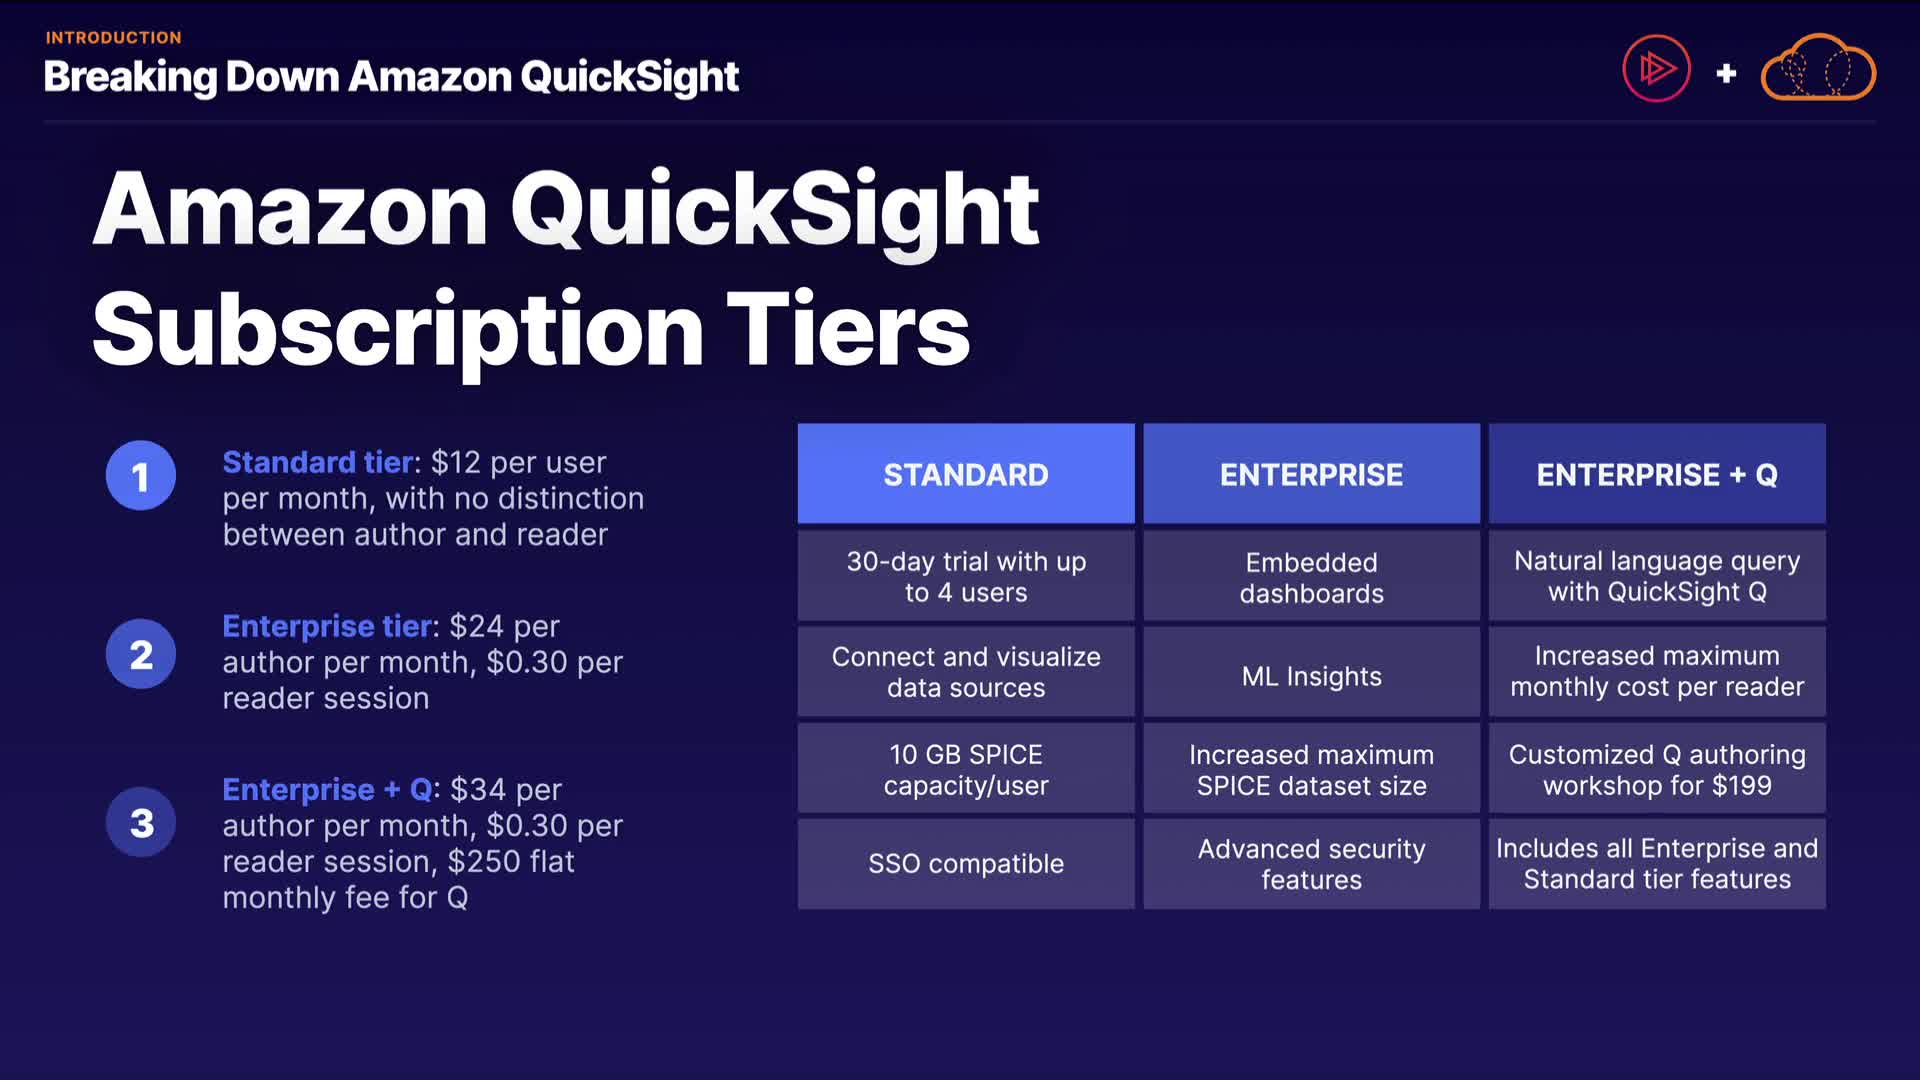 INTRODUCTION
Breaking Down Amazon QuickSight
+
Amazon QuickSight
Subscription Tiers
1
Standard tier: $12 per user
per month, with no distinction
between author and reader
2
Enterprise tier: $24 per
author per month, $0.30 per
reader session
3
Enterprise + Q: $34 per
author per month, $0.30 per
reader session, $250 flat
monthly fee for Q
STANDARD
ENTERPRISE
ENTERPRISE + Q
30-day trial with up
to 4 users
Embedded
dashboards
Natural language query
with QuickSight Q
Connect and visualize
data sources
ML Insights
Increased maximum
monthly cost per reader
10 GB SPICE
capacity/user
Increased maximum
SPICE dataset size
Customized Q authoring
workshop for $199
SSO compatible
Advanced security
features
Includes all Enterprise and
Standard tier features